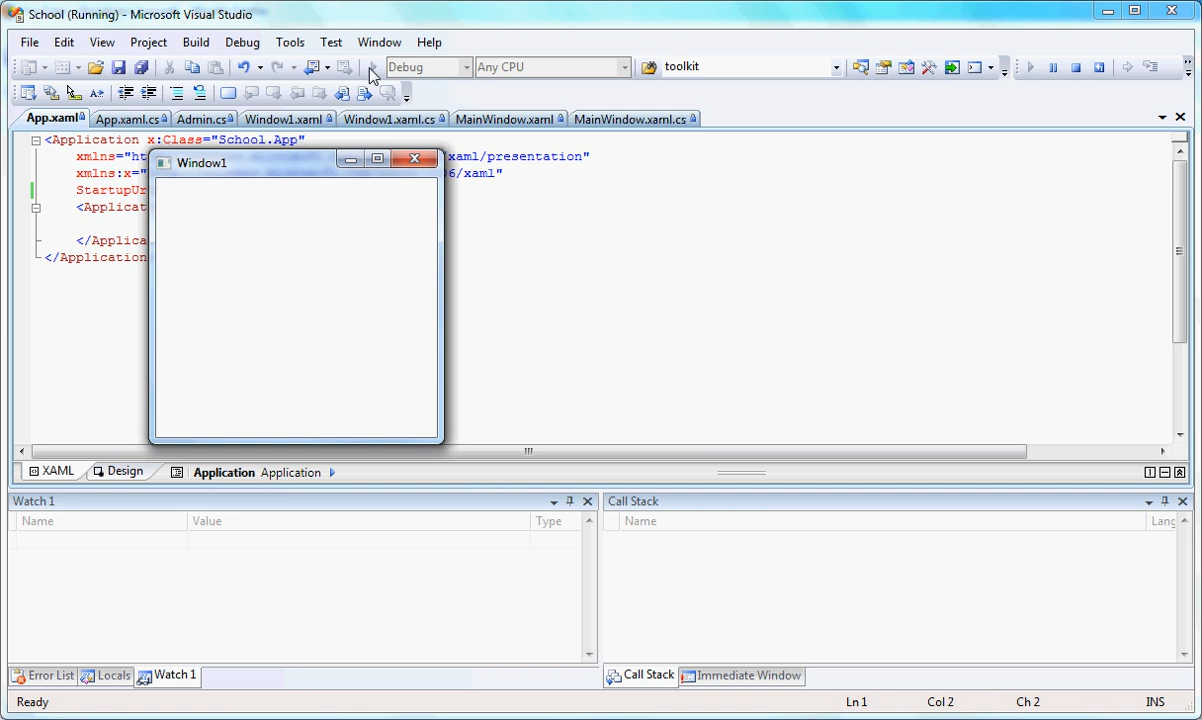 School (Running) - Microsoft Visual Studio
File Edit View Project Build Debug Tools Test Window Help
Debug Any CPU toolkit
App.xaml App.xaml.cs Admin.cs Window1.xaml Window1.xaml.cs MainWindow.xaml MainWindow.xaml.cs
<Application x:Class="School.App"
xmlns="ht /xaml/presentation"
xmlns:x=" 6/xaml"
StartupUr
<Applicat
</Applica
</Application
Window1
XAML Design Application Application
Watch 1
Name Value Type
Call Stack
Name Lang
Error List Locals Watch 1
Call Stack Immediate Window
Ready Ln 1 Col 2 Ch 2 INS